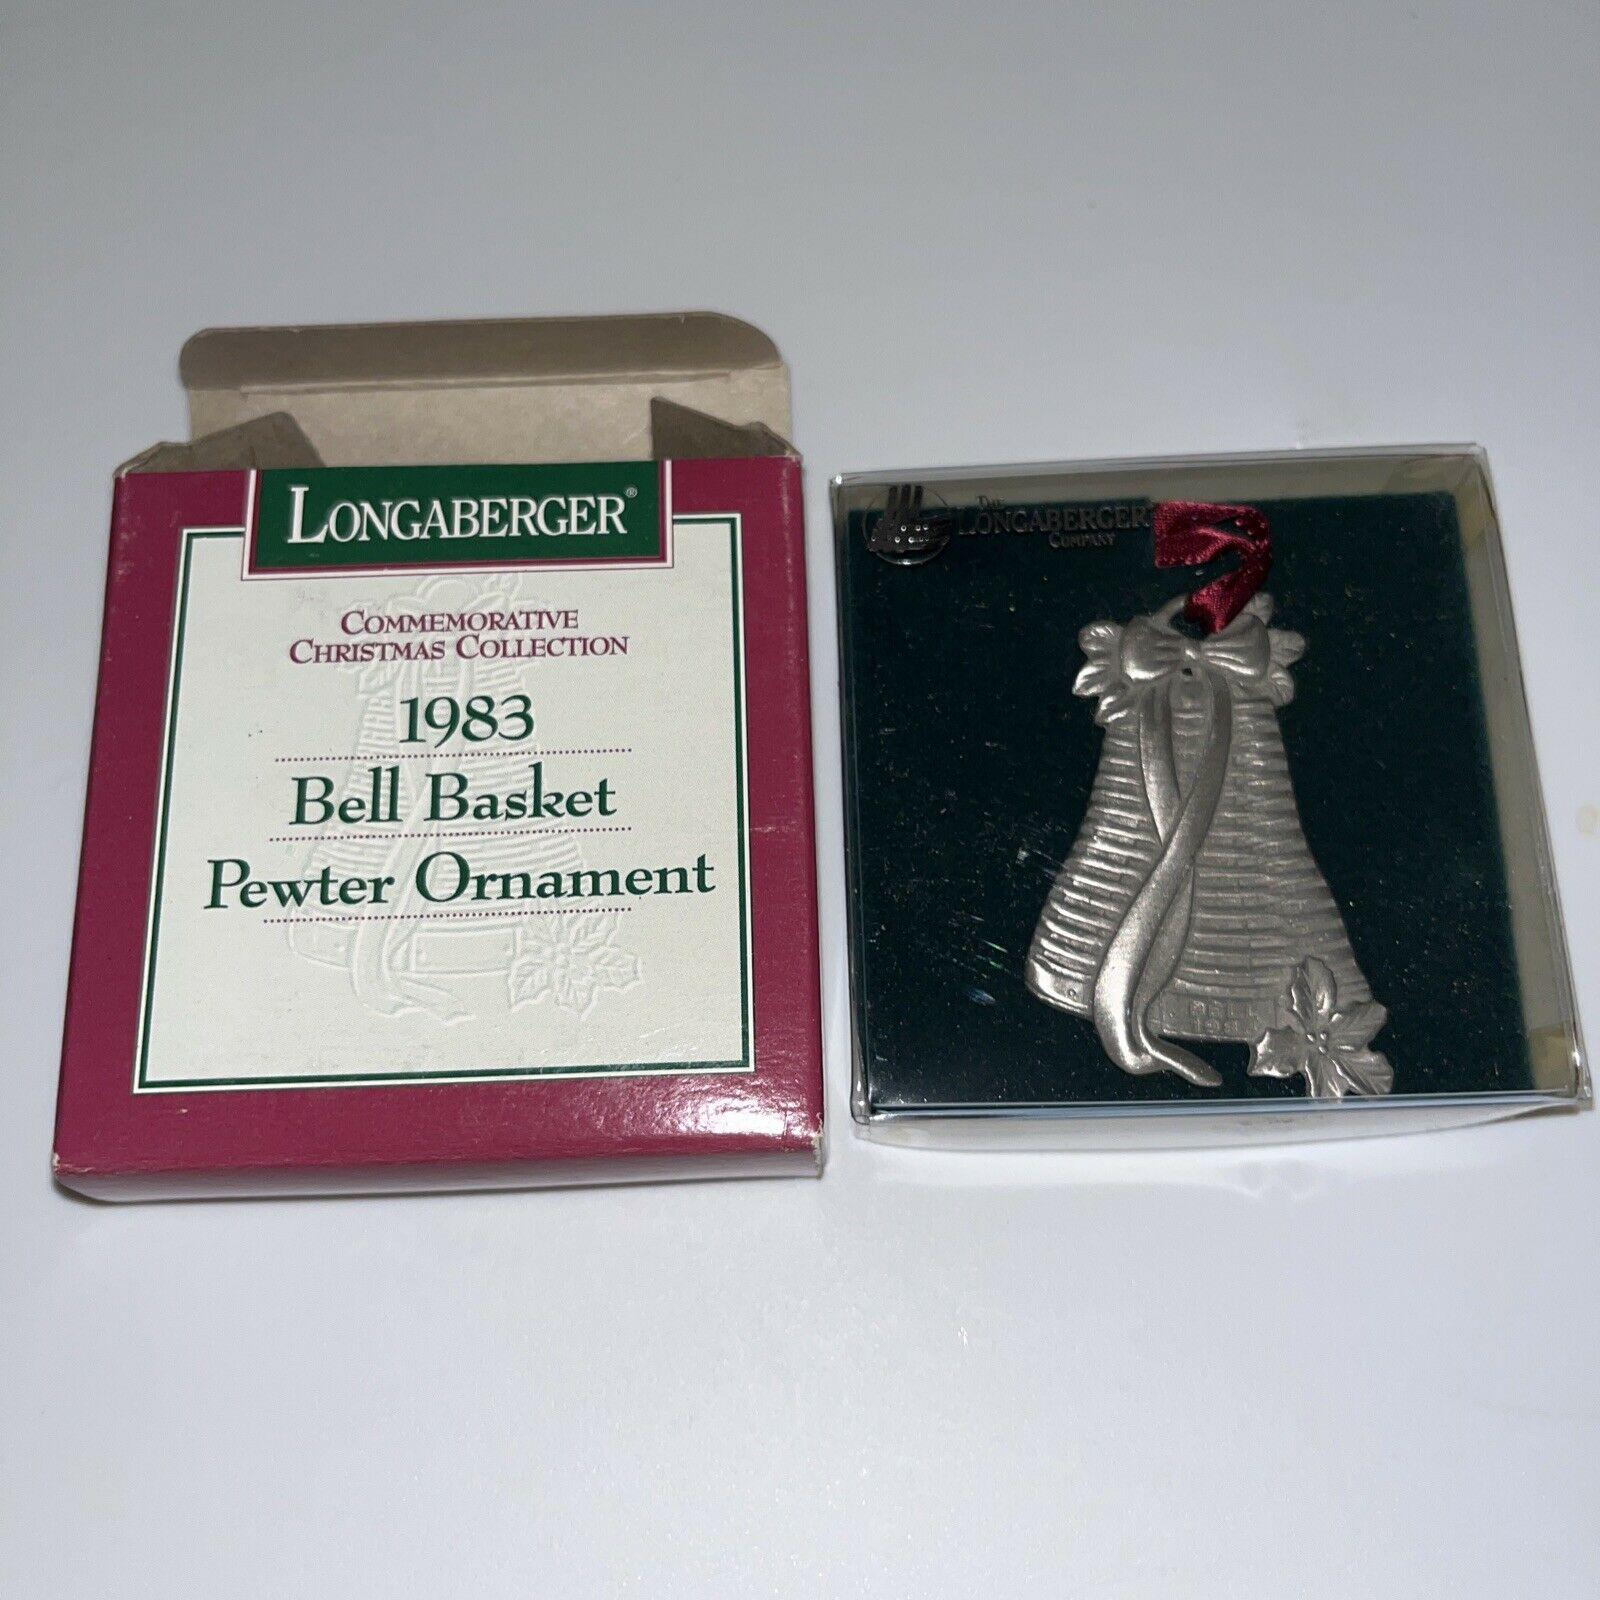 LONGABERGER®
COMMEMORATIVE
CHRISTMAS COLLECTION
1983
Bell Basket
Pewter Ornament
THE
LONGABERGER
COMPANY
BELL